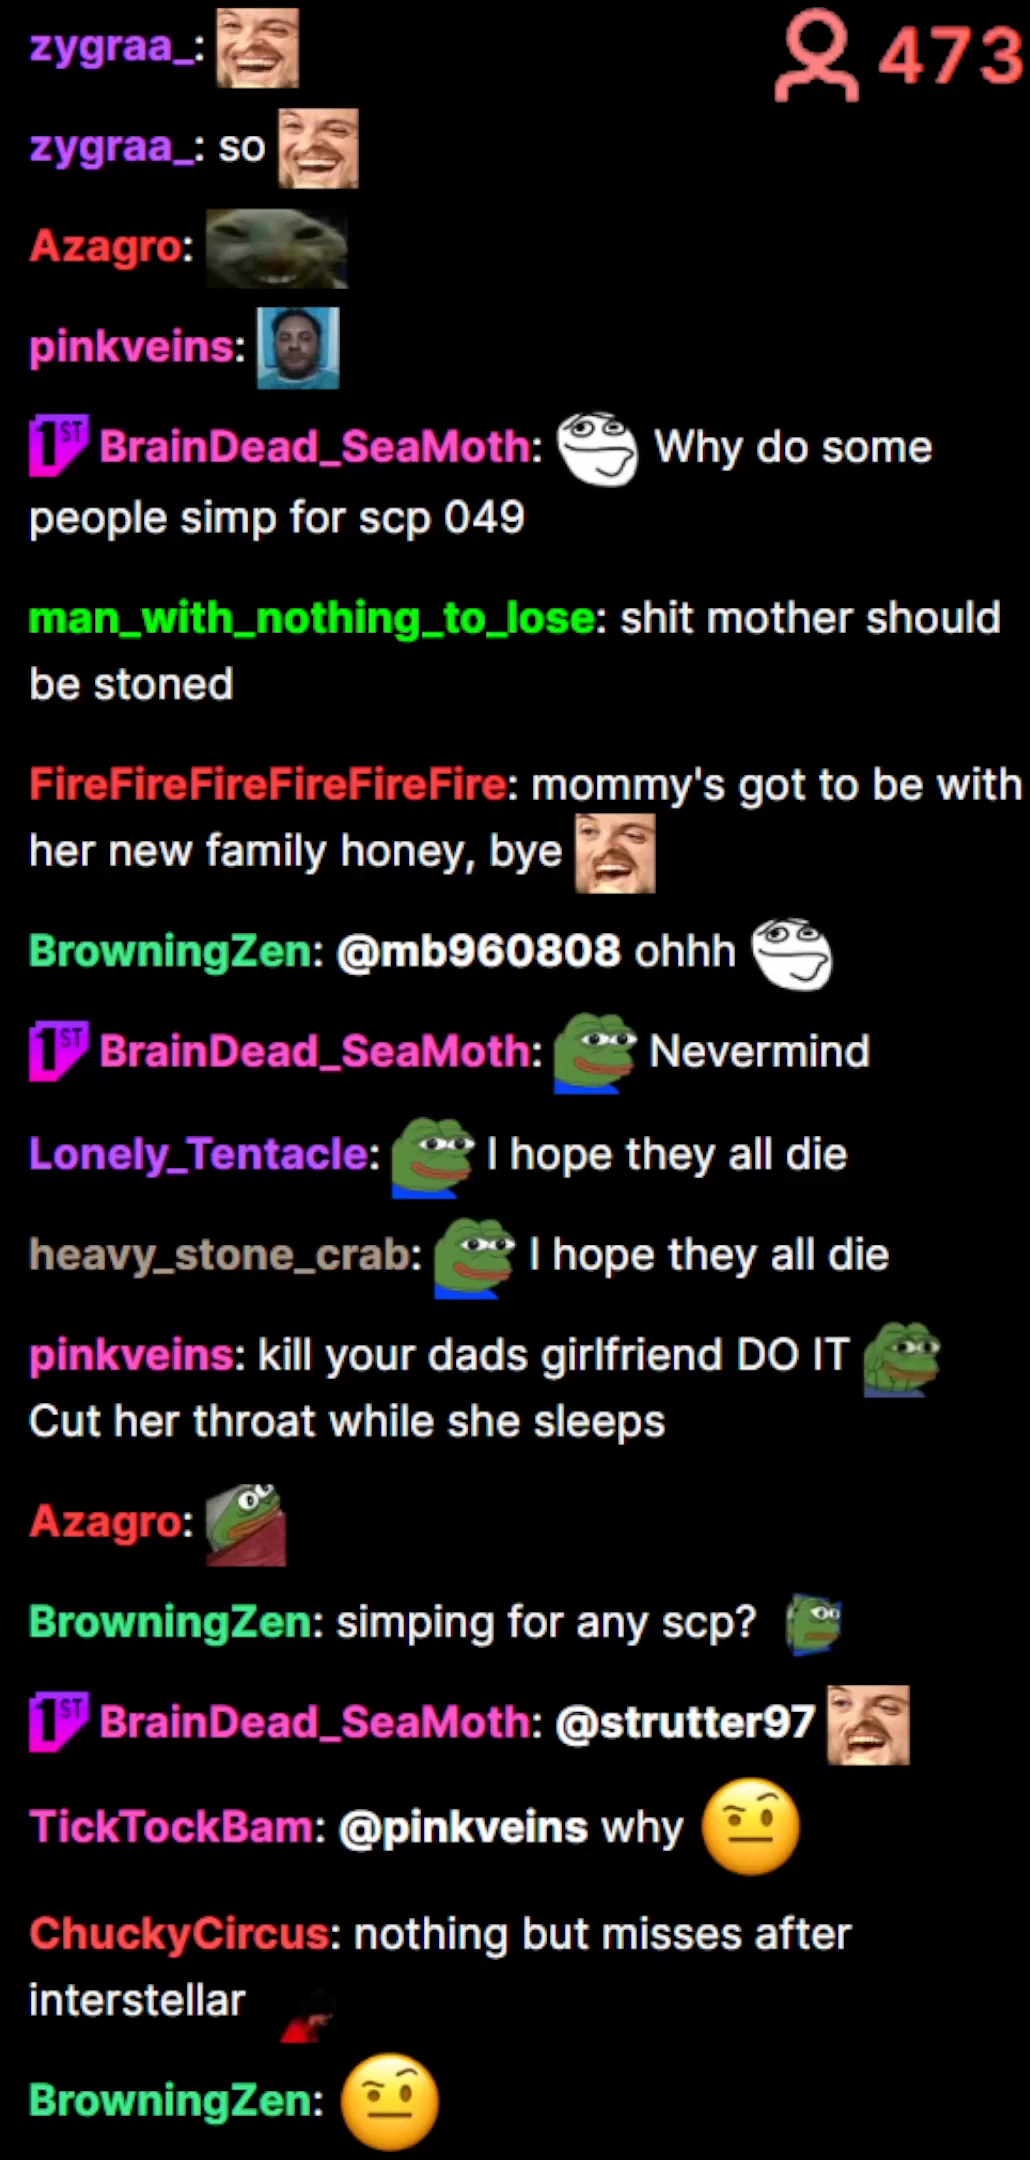 zygraa_:
473
zygraa_: so
Azagro:
pinkveins:
1ST BrainDead_SeaMoth: Why do some
people simp for scp 049
man_with_nothing_to_lose: shit mother should
be stoned
FireFireFireFireFireFire: mommy's got to be with
her new family honey, bye
BrowningZen: @mb960808 ohhh
1ST BrainDead_SeaMoth: Nevermind
Lonely_Tentacle: I hope they all die
heavy_stone_crab: I hope they all die
pinkveins: kill your dads girlfriend DO IT
Cut her throat while she sleeps
Azagro:
BrowningZen: simping for any scp?
1ST BrainDead_SeaMoth: @strutter97
TickTockBam: @pinkveins why
ChuckyCircus: nothing but misses after
interstellar
BrowningZen: